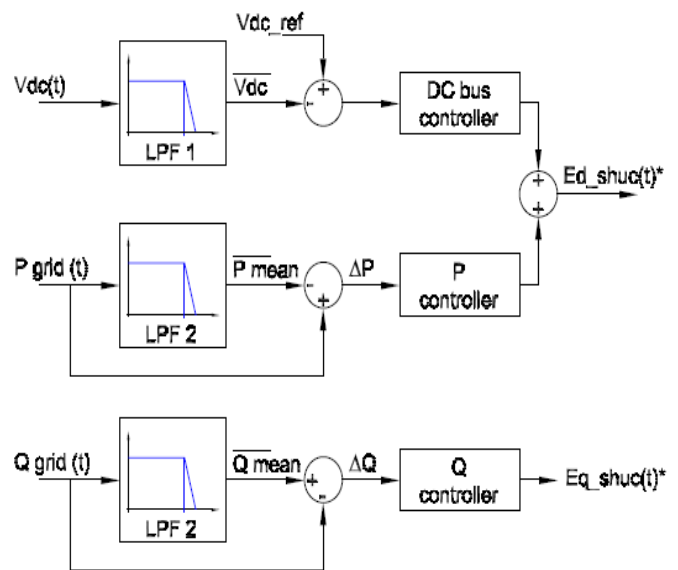 Vdc_ref
Vdc(t)
Vdc
+
-
LPF 1
DC bus
controller
+
+
Ed_shuc(t)*
P grid (t)
P mean
-
+
ΔP
P
controller
LPF 2
Q grid (t)
Q mean
+
-
ΔQ
Q
controller
Eq_shuc(t)*
LPF 2